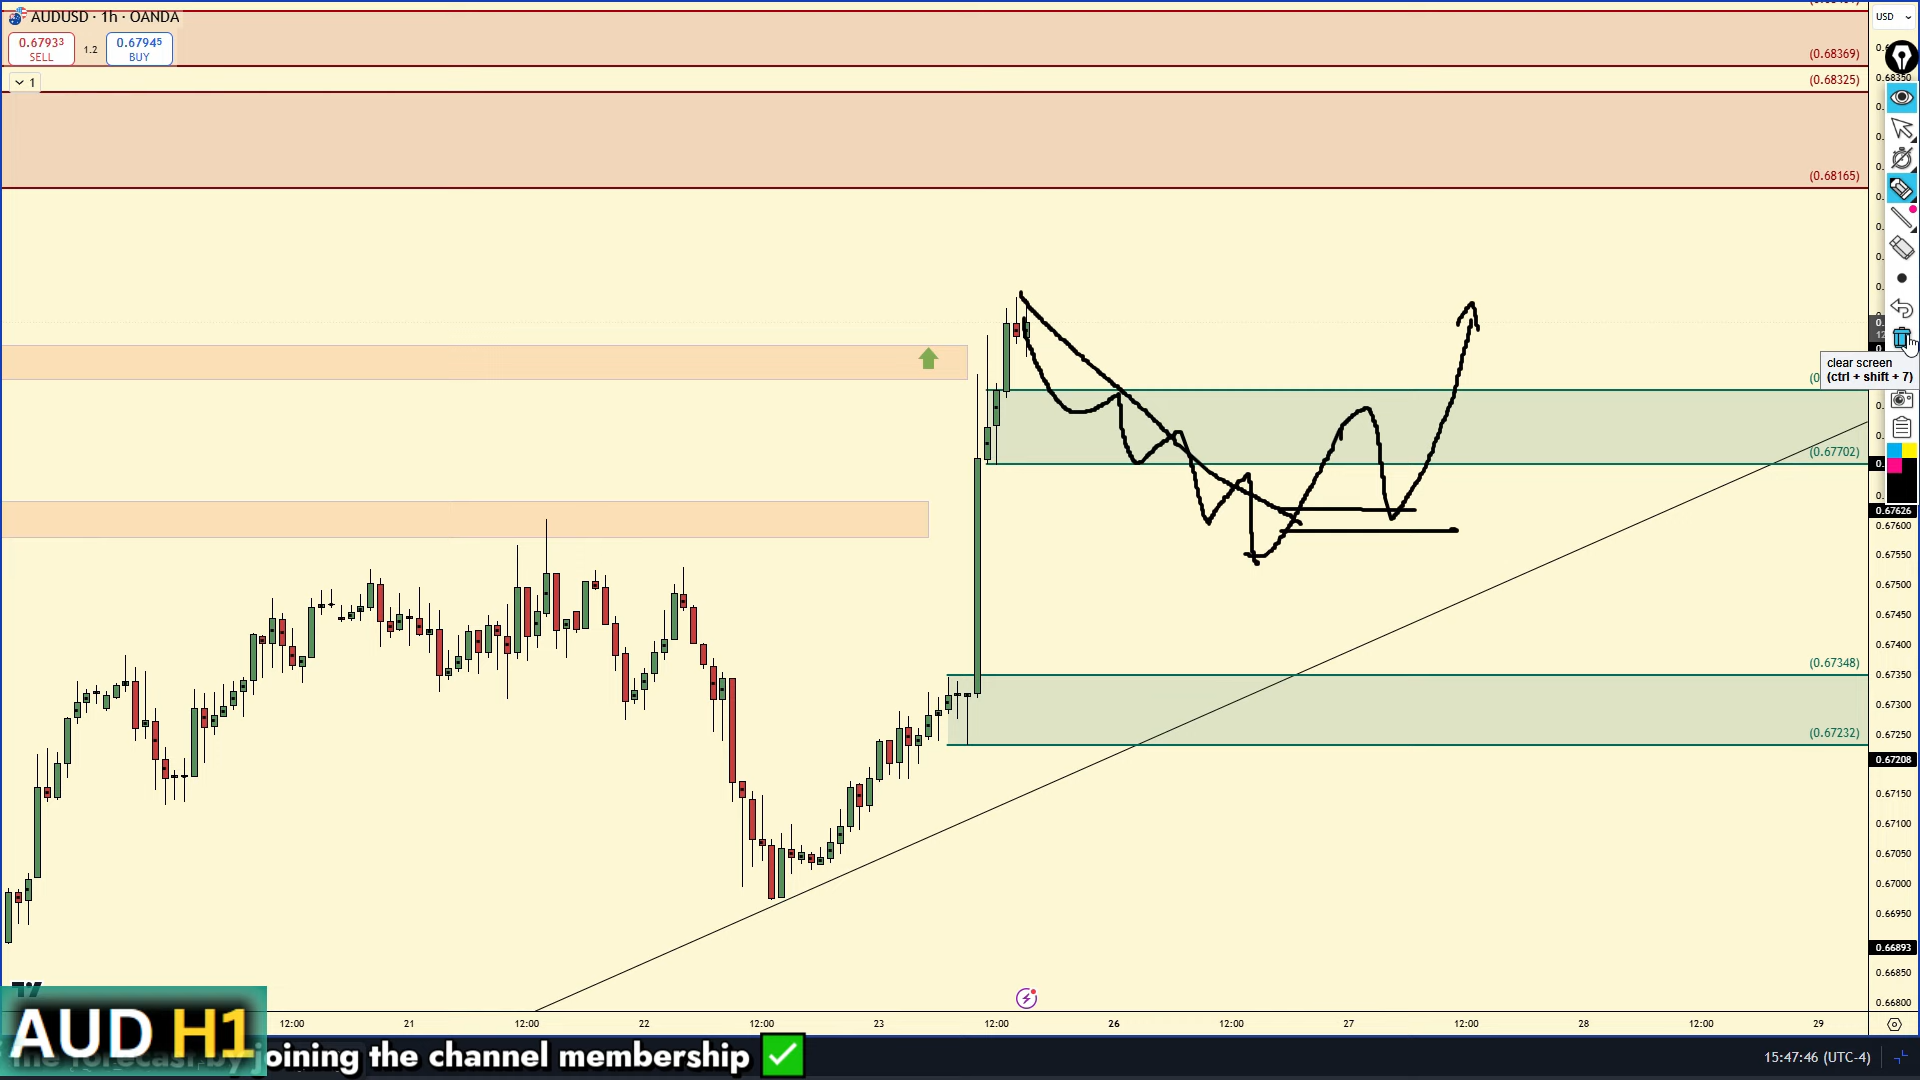 AUDUSD · 1h · OANDA
USD
0.67933
SELL
1.2
0.67945
BUY
1
(0.68369)
(0.68325)
0.68350
(0.68165)
clear screen
(ctrl + shift + 7)
(0.67702)
0.67626
0.67600
0.67550
0.67500
0.67450
0.67400
(0.67348)
0.67350
0.67300
(0.67232)
0.67250
0.67208
0.67150
0.67100
0.67050
0.67000
0.66950
0.66893
0.66850
0.66800
12:00 21 12:00 22 12:00 23 12:00 26 12:00 27 12:00 28 12:00 29
AUD H1
the forecast by joining the channel membership
15:47:46 (UTC-4)